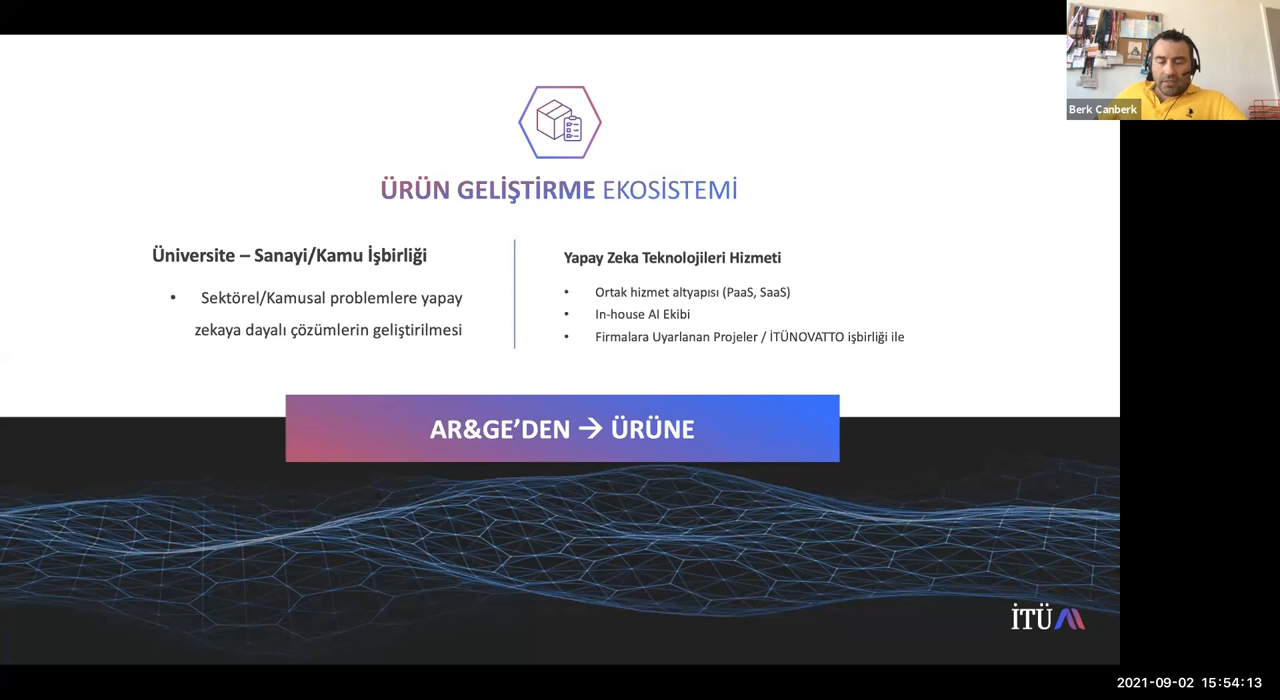 Berk Canberk
ÜRÜN GELİŞTİRME EKOSİSTEMİ
Üniversite – Sanayi/Kamu İşbirliği
• Sektörel/Kamusal problemlere yapay
zekaya dayalı çözümlerin geliştirilmesi
Yapay Zeka Teknolojileri Hizmeti
• Ortak hizmet altyapısı (PaaS, SaaS)
• In-house AI Ekibi
• Firmalara Uyarlanan Projeler / İTÜNOVATTO işbirliği ile
AR&GE’DEN → ÜRÜNE
İTÜ
2021-09-02 15:54:13